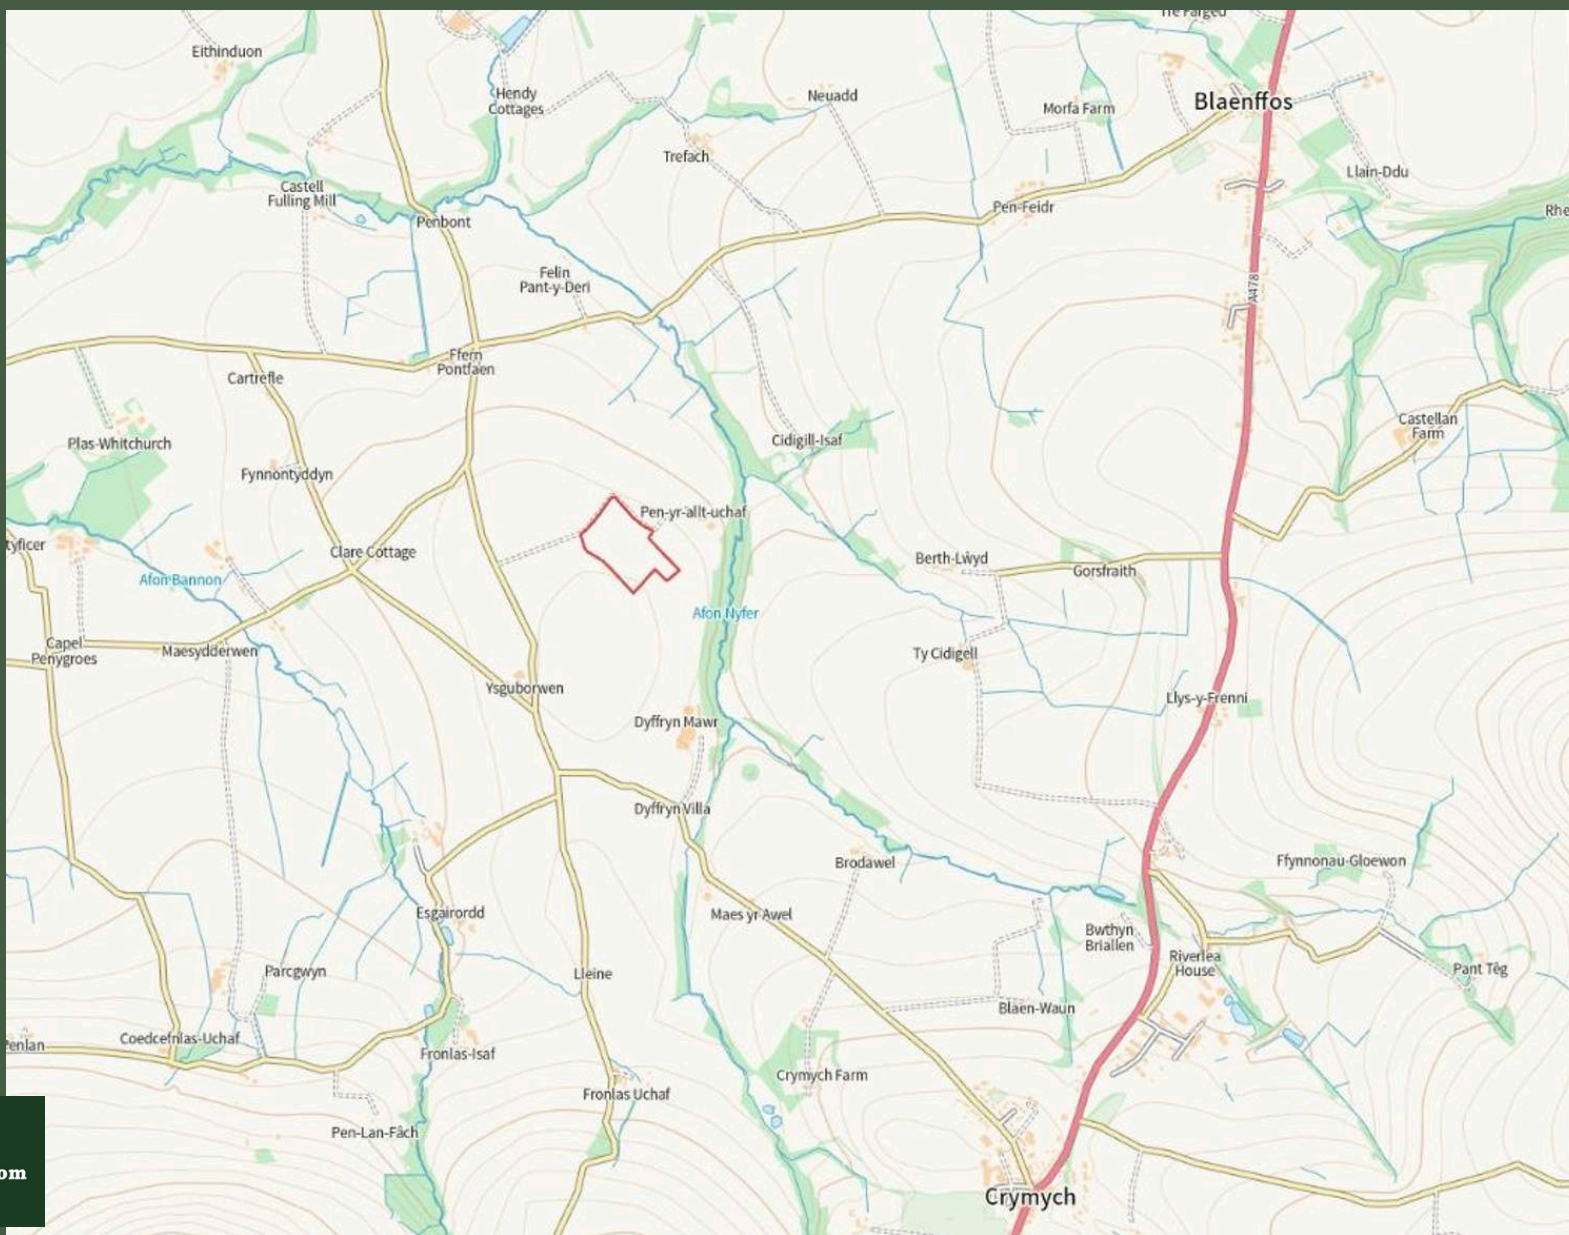 Eithinduon
Hendy
Cottages
Neuadd
Morfa Farm
Blaenffos
Trefach
Llain-Ddu
Castell
Fulling Mill
Penbont
Pen-Feidr
Felin
Pant-y-Deri
A478
Ffern
Pontfaen
Cartrefle
Plas-Whitchurch
Cidigill-Isaf
Castellan
Farm
Fynnontyddyn
Pen-yr-allt-uchaf
tyficer
Clare Cottage
Berth-Lŵyd
Gorsfraith
Afon Bannon
Afon Nyfer
Capel
Penygroes
Maesydderwen
Ty Cidigell
Ysguborwen
Llys-y-Frenni
Dyffryn Mawr
Dyffryn Villa
Brodawel
Ffynnonau-Gloewon
Esgairordd
Maes yr Awel
Bwthyn
Briallen
Riverlea
House
Parcgwyn
Lleine
Pant Têg
Blaen-Waun
Coedcefnlas-Uchaf
enlan
Fronlas-Isaf
Crymych Farm
Fronlas Uchaf
Pen-Lan-Fâch
om
Crymych